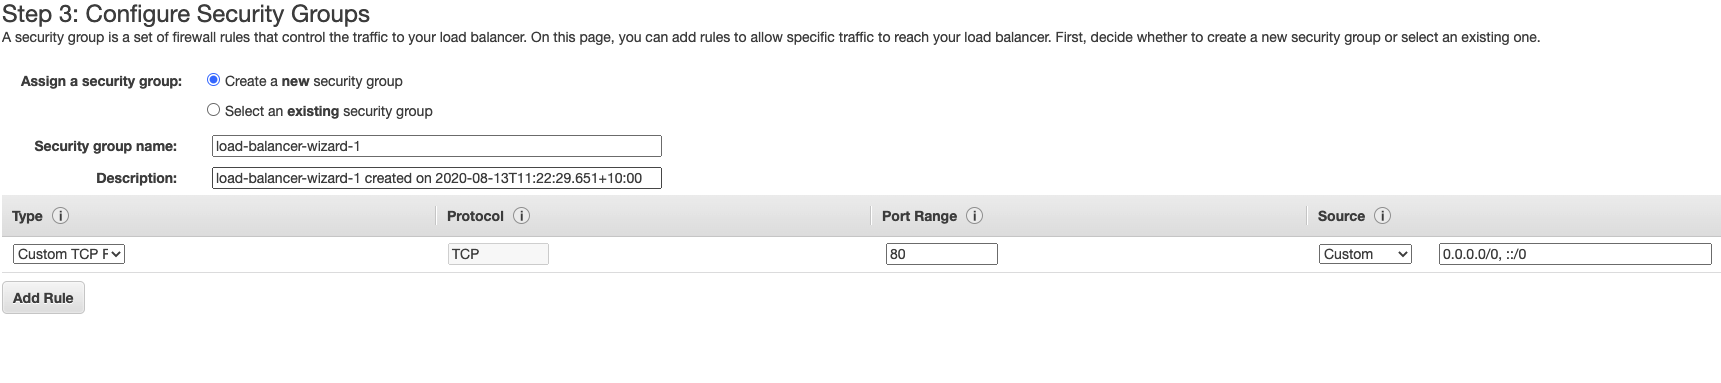 Step 3: Configure Security Groups
A security group is a set of firewall rules that control the traffic to your load balancer. On this page, you can add rules to allow specific traffic to reach your load balancer. First, decide whether to create a new security group or select an existing one.
Assign a security group: Create a new security group
Select an existing security group
Security group name: load-balancer-wizard-1
Description: load-balancer-wizard-1 created on 2020-08-13T11:22:29.651+10:00
Type i Protocol i Port Range i Source i
Custom TCP F TCP 80 Custom 0.0.0.0/0, ::/0
Add Rule